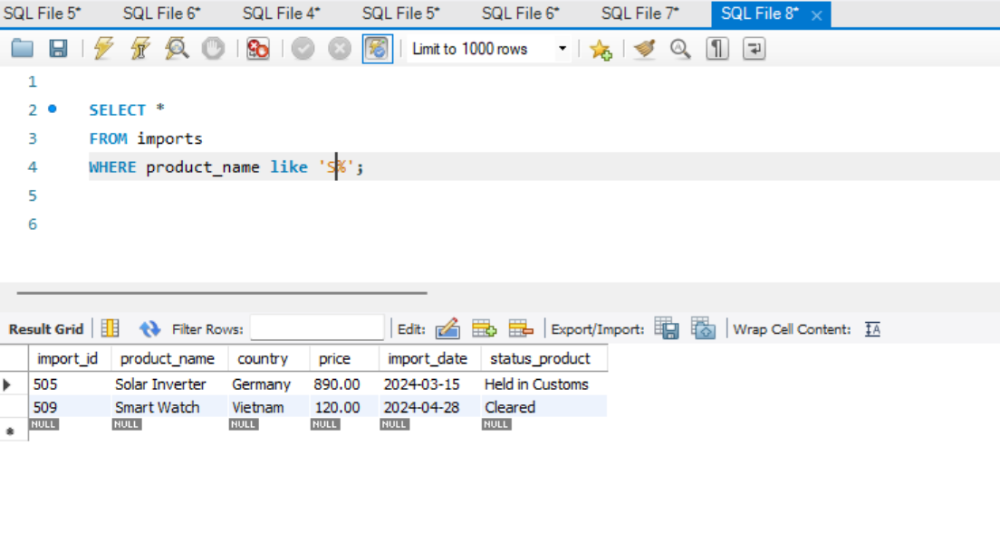 SQL File 5* SQL File 6* SQL File 4* SQL File 5* SQL File 6* SQL File 7* SQL File 8*
Limit to 1000 rows
1
2 SELECT *
3 FROM imports
4 WHERE product_name like 'S%';
5
6
Result Grid Filter Rows: Edit: Export/Import: Wrap Cell Content: IA
import_id product_name country price import_date status_product
505 Solar Inverter Germany 890.00 2024-03-15 Held in Customs
509 Smart Watch Vietnam 120.00 2024-04-28 Cleared
NULL NULL NULL NULL NULL NULL